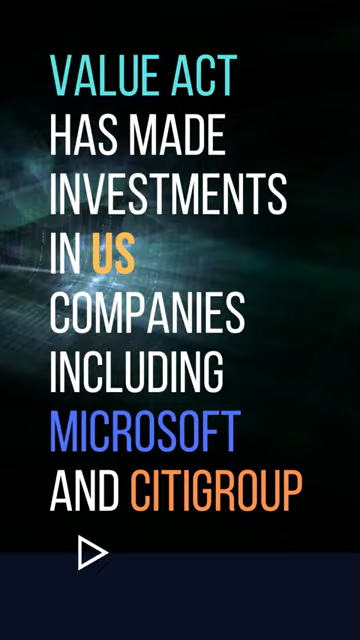 VALUE ACT
HAS MADE
INVESTMENTS
IN US
COMPANIES
INCLUDING
MICROSOFT
AND CITIGROUP